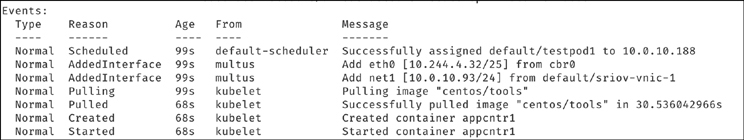 Events:
Type Reason Age From Message
---- ------ ---- ---- -------
Normal Scheduled 99s default-scheduler Successfully assigned default/testpod1 to 10.0.10.188
Normal AddedInterface 99s multus Add eth0 [10.244.4.32/25] from cbr0
Normal AddedInterface 99s multus Add net1 [10.0.10.93/24] from default/sriov-vnic-1
Normal Pulling 99s kubelet Pulling image "centos/tools"
Normal Pulled 68s kubelet Successfully pulled image "centos/tools" in 30.536042966s
Normal Created 68s kubelet Created container appcntr1
Normal Started 68s kubelet Started container appcntr1